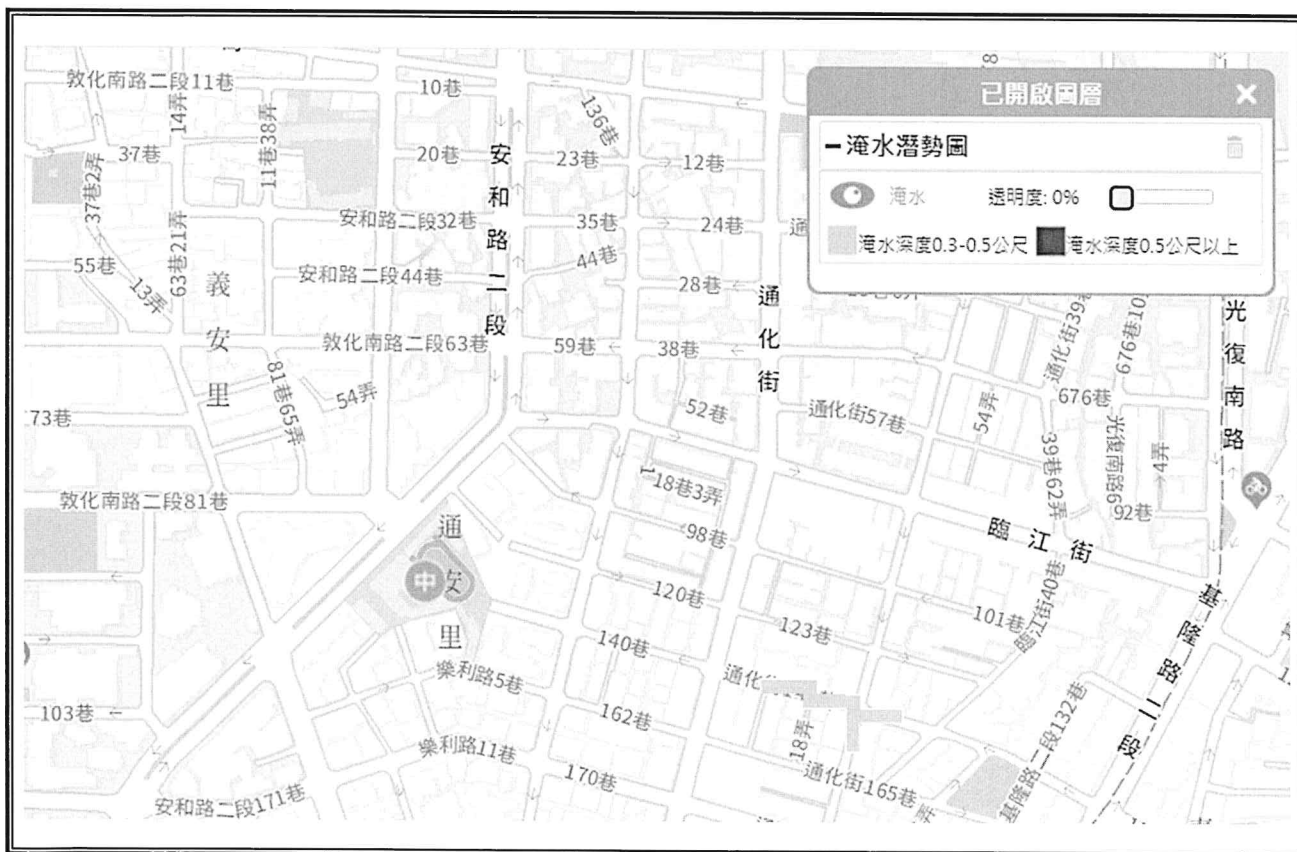 已開啟圖層
淹水潛勢圖
淹水
透明度: 0%
淹水深度0.3-0.5公尺
淹水深度0.5公尺以上
敦化南路二段11巷
14弄
11巷38弄
10巷
136巷
37巷
37巷2弄
20巷
安和路二段
23巷
12巷
63巷21弄
安和路二段32巷
35巷
24巷
通
55巷
13弄
義安里
安和路二段44巷
44巷
28巷
通化街
通化街39巷
676巷10
光復南路
敦化南路二段63巷
59巷
38巷
81巷65弄
54弄
73巷
52巷
通化街57巷
54弄
676巷
39巷62弄
光復南路6
4弄
118巷3弄
敦化南路二段81巷
92巷
通安里
中
98巷
臨江街
臨江街40巷
120巷
123巷
101巷
基隆路二段
140巷
樂利路5巷
通化街
103巷
162巷
18弄
基隆路二段132巷
樂利路11巷
170巷
通化街165巷
安和路二段171巷
弄